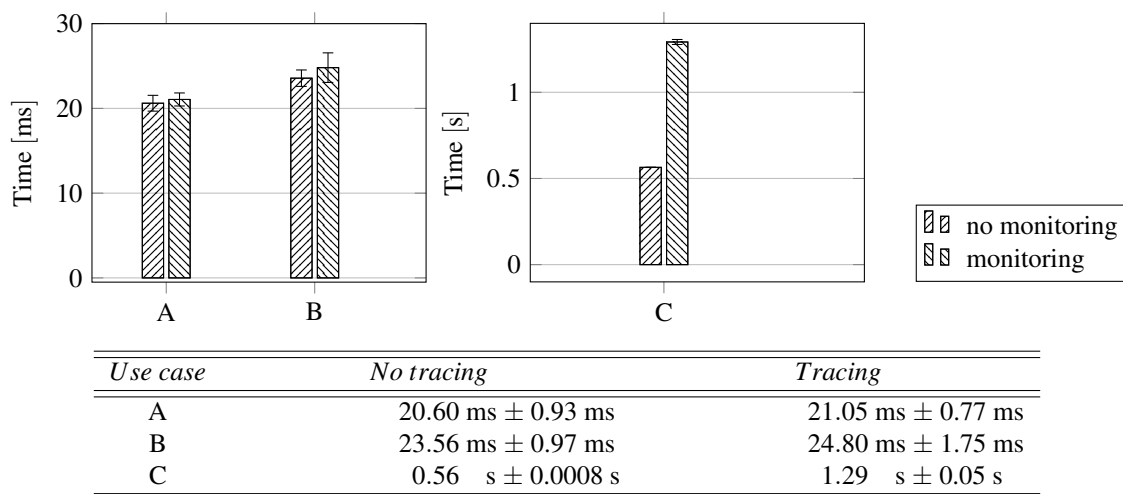 30
20
10
0
Time [ms]
A
B
1
0.5
0
Time [s]
C
no monitoring
monitoring
Use case No tracing Tracing
A 20.60 ms ± 0.93 ms 21.05 ms ± 0.77 ms
B 23.56 ms ± 0.97 ms 24.80 ms ± 1.75 ms
C 0.56 s ± 0.0008 s 1.29 s ± 0.05 s